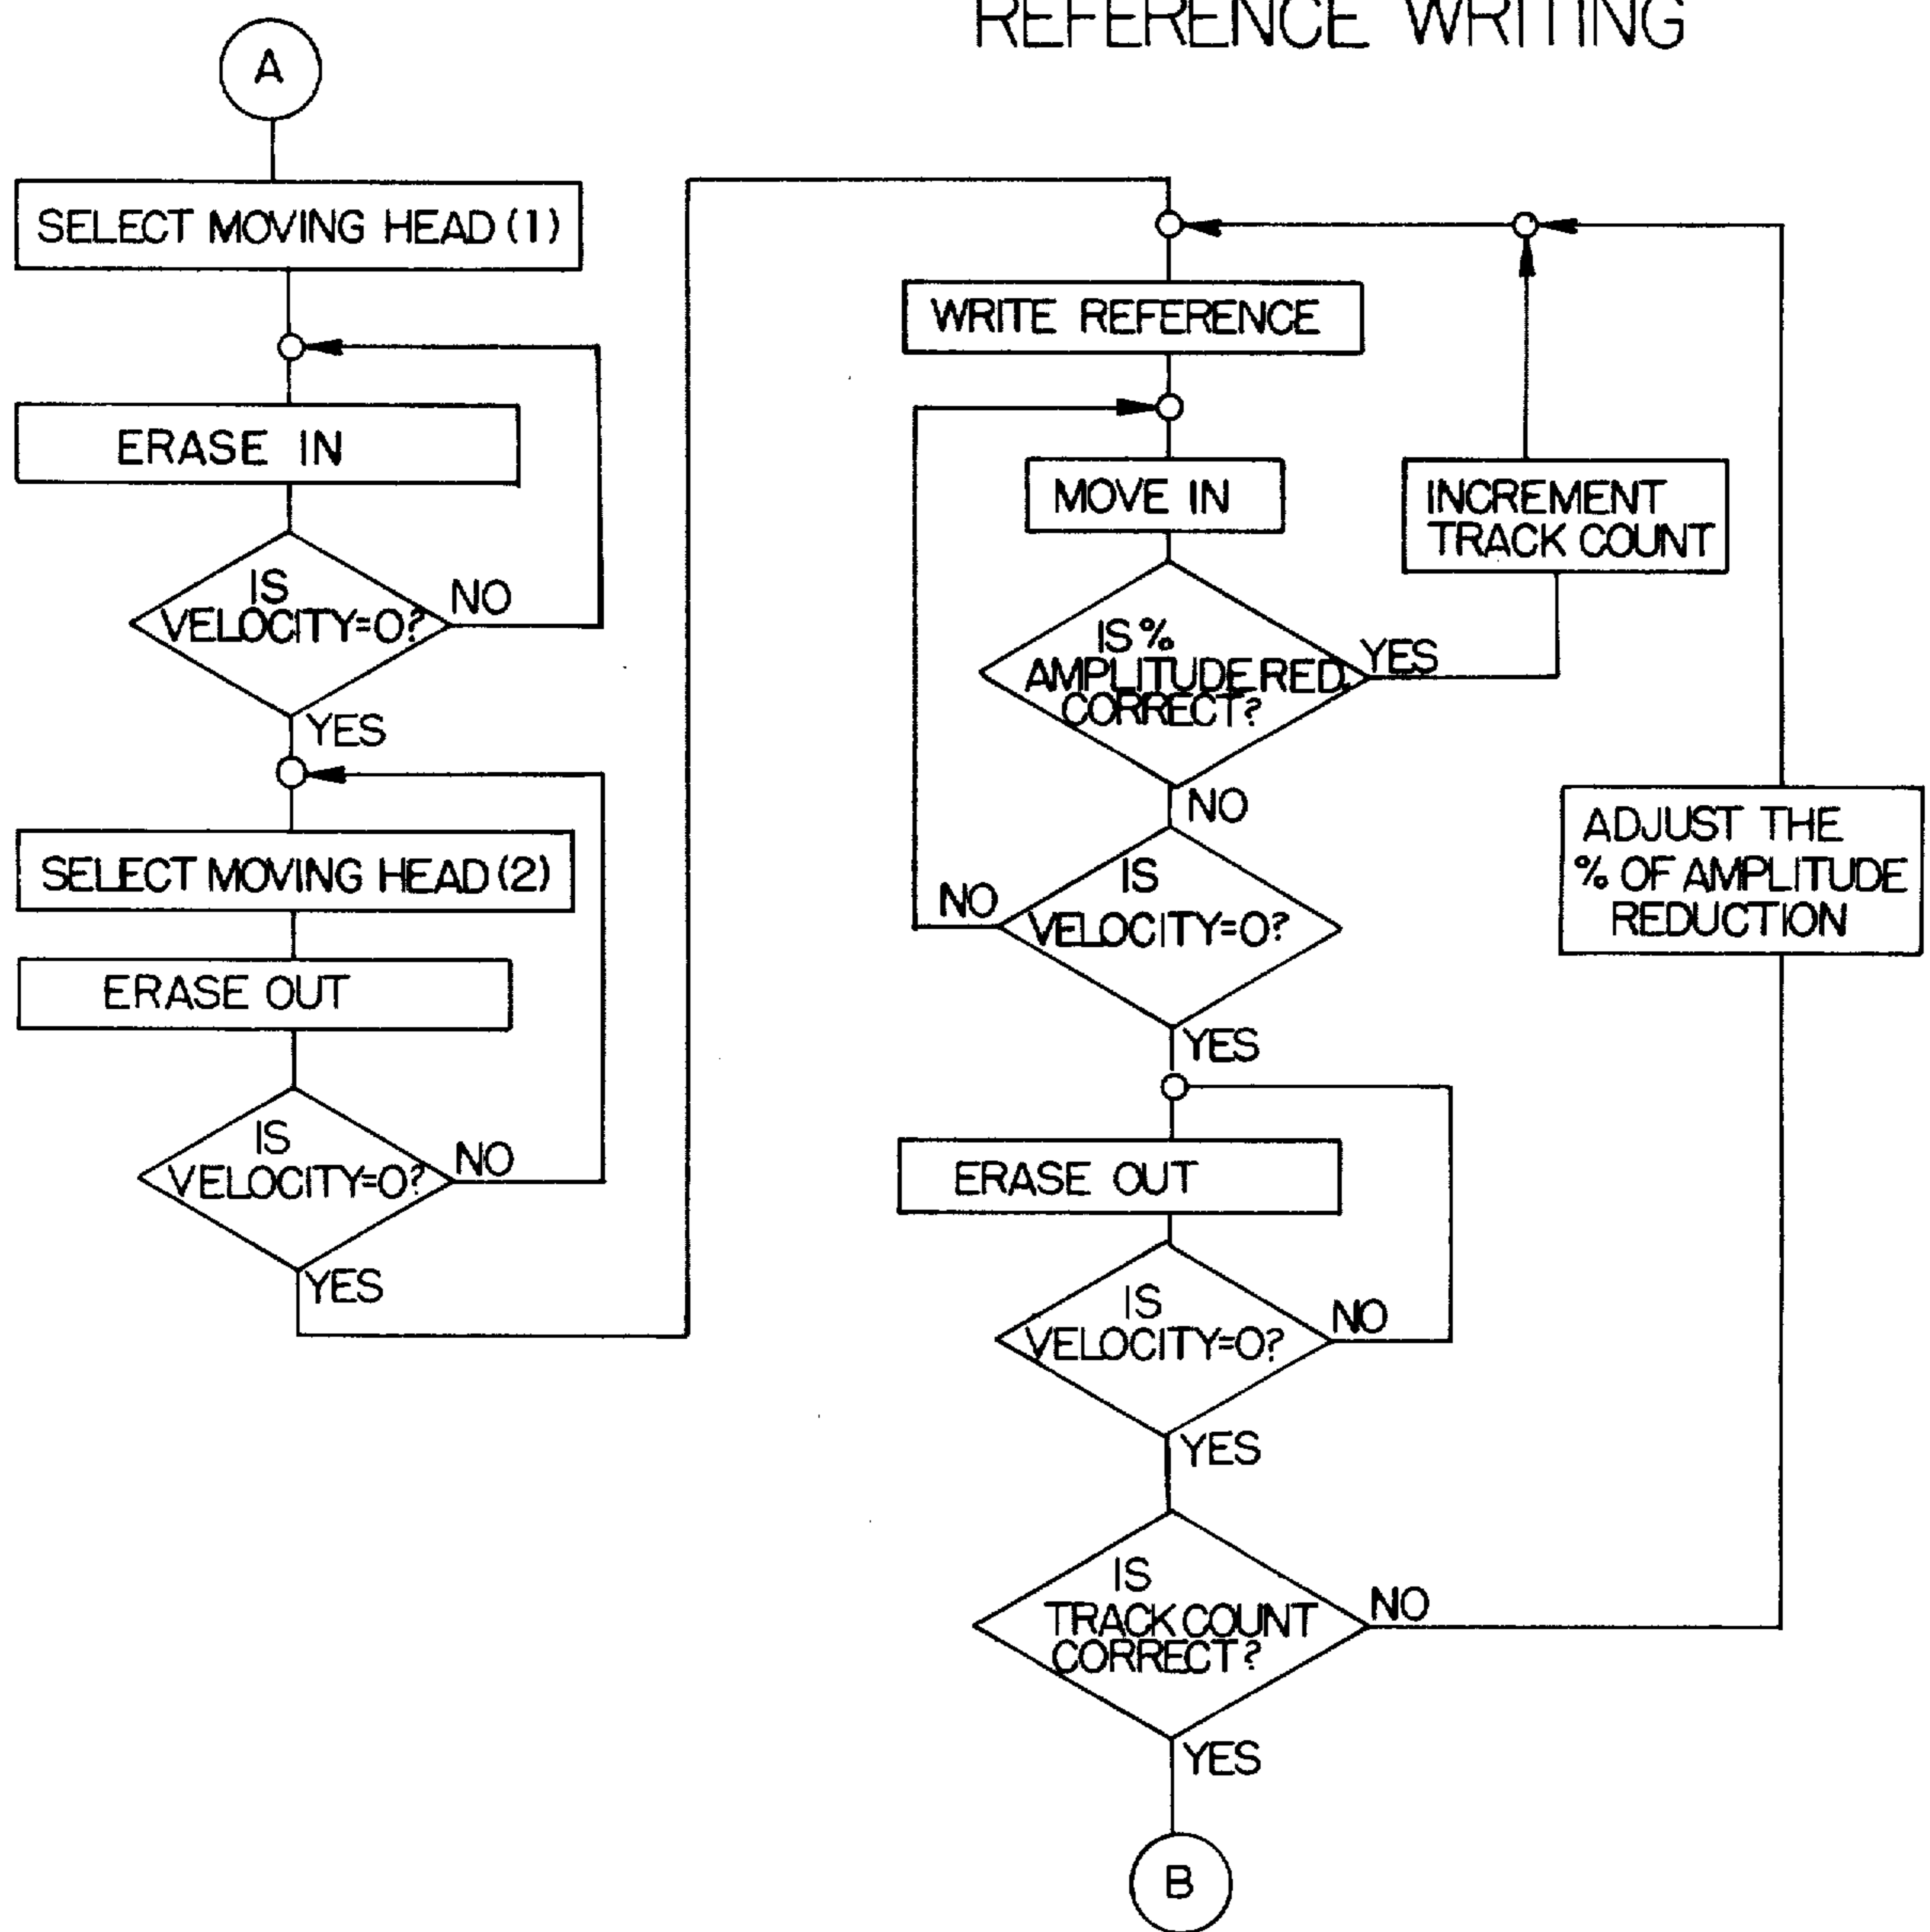 REFERENCE WRITING
A
SELECT MOVING HEAD (1)
ERASE IN
IS
VELOCITY=0?
NO
YES
SELECT MOVING HEAD (2)
ERASE OUT
IS
VELOCITY=0?
NO
YES
WRITE REFERENCE
MOVE IN
INCREMENT
TRACK COUNT
IS %
AMPLITUDE RED.
CORRECT?
YES
NO
IS
VELOCITY=0?
NO
YES
ADJUST THE
% OF AMPLITUDE
REDUCTION
ERASE OUT
IS
VELOCITY=0?
NO
YES
IS
TRACK COUNT
CORRECT?
NO
YES
B